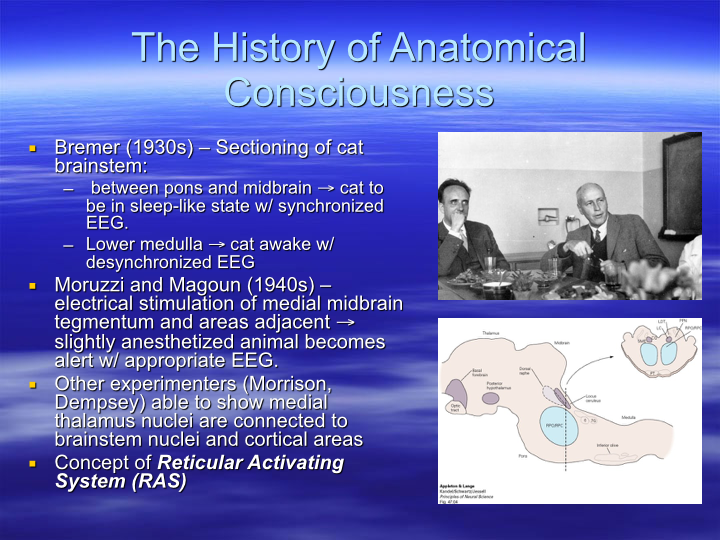 The History of Anatomical
Consciousness
▪ Bremer (1930s) – Sectioning of cat
brainstem:
– between pons and midbrain → cat to
be in sleep-like state w/ synchronized
EEG.
– Lower medulla → cat awake w/
desynchronized EEG
▪ Moruzzi and Magoun (1940s) –
electrical stimulation of medial midbrain
tegmentum and areas adjacent →
slightly anesthetized animal becomes
alert w/ appropriate EEG.
▪ Other experimenters (Morrison,
Dempsey) able to show medial
thalamus nuclei are connected to
brainstem nuclei and cortical areas
▪ Concept of Reticular Activating
System (RAS)
Thalamus
Midbrain
Basal
forebrain
Posterior
hypothalamus
Dorsal
raphe
Optic
tract
Locus
ceruleus
Medulla
RPO/RPC
Pons
Inferior olive
LDT
PPN
LC
PT
Appleton & Lange
Kandel/Schwartz/Jessell
Principles of Neural Science